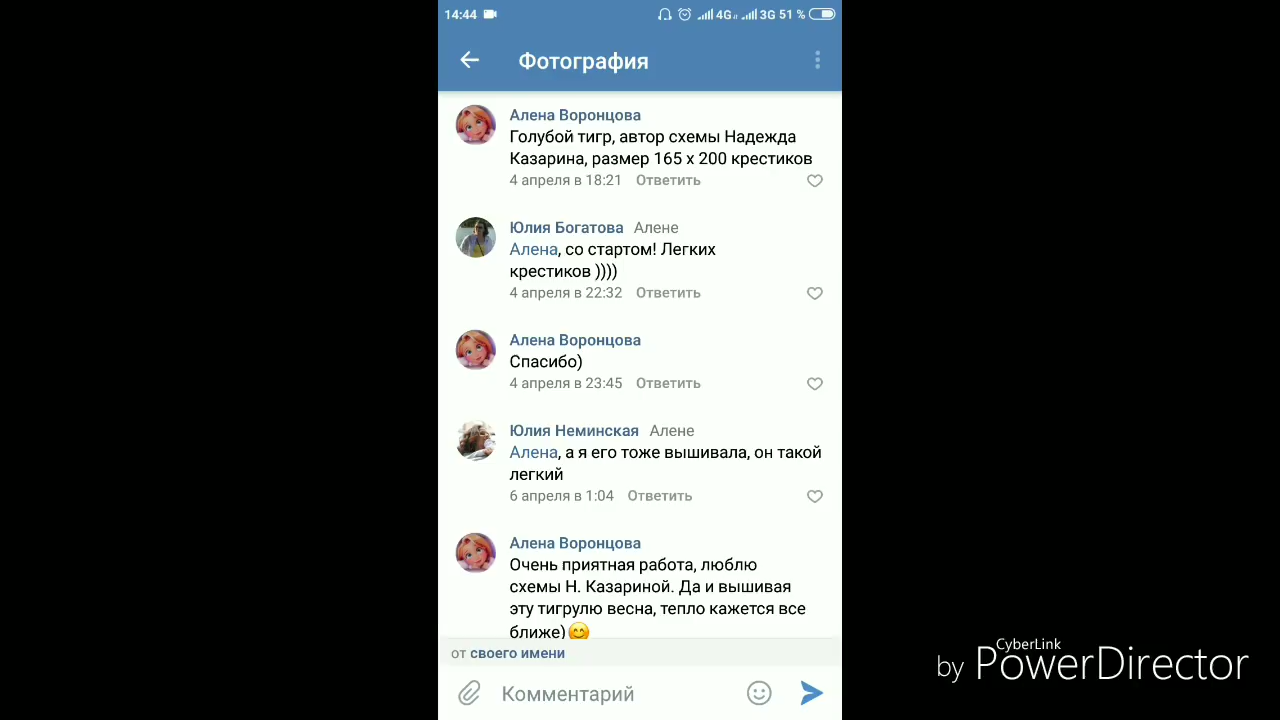 14:44 4G 3G 51 %
Фотография
Алена Воронцова
Голубой тигр, автор схемы Надежда
Казарина, размер 165 х 200 крестиков
4 апреля в 18:21 Ответить
Юлия Богатова Алене
Алена, со стартом! Легких
крестиков ))))
4 апреля в 22:32 Ответить
Алена Воронцова
Спасибо)
4 апреля в 23:45 Ответить
Юлия Неминская Алене
Алена, а я его тоже вышивала, он такой
легкий
6 апреля в 1:04 Ответить
Алена Воронцова
Очень приятная работа, люблю
схемы Н. Казариной. Да и вышивая
эту тигрулю весна, тепло кажется все
ближе)😊
от своего имени
Комментарий
CyberLink
by PowerDirector